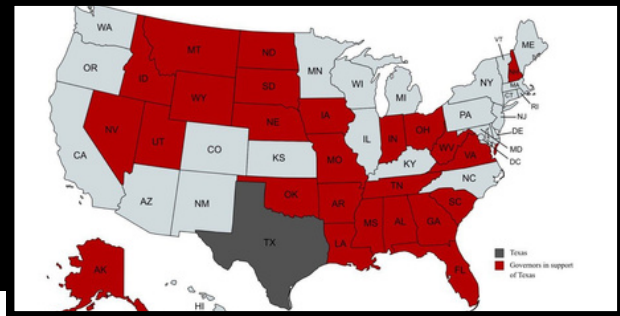 WA
VT
ME
MT
ND
OR
MN
ID
SD
WI
NY
MA
WY
MI
CT
RI
IA
PA
NJ
NE
NV
OH
DE
IL
IN
UT
MD
CO
WV
KS
MO
VA
DC
CA
KY
NC
TN
OK
AZ
AR
SC
NM
MS
AL
GA
TX
LA
Texas
Governors in support
of Texas
AK
FL
HI